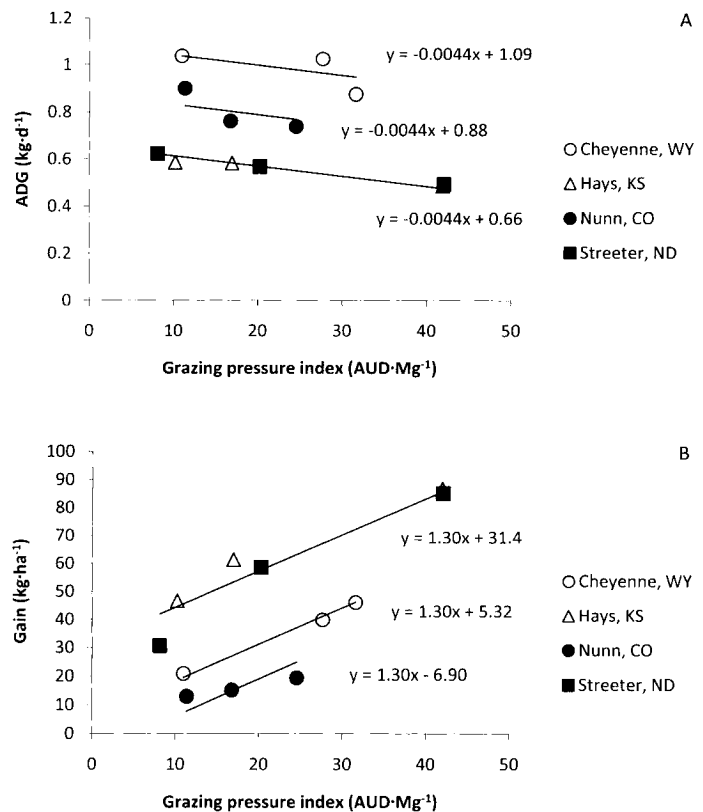 A
1.2
1
0.8
0.6
0.4
0.2
0
ADG (kg·d⁻¹)
y = -0.0044x + 1.09
y = -0.0044x + 0.88
y = -0.0044x + 0.66
Cheyenne, WY
Hays, KS
Nunn, CO
Streeter, ND
0 10 20 30 40 50
Grazing pressure index (AUD·Mg⁻¹)
B
100
90
80
70
60
50
40
30
20
10
0
Gain (kg·ha⁻¹)
y = 1.30x + 31.4
y = 1.30x + 5.32
y = 1.30x - 6.90
Cheyenne, WY
Hays, KS
Nunn, CO
Streeter, ND
0 10 20 30 40 50
Grazing pressure index (AUD·Mg⁻¹)